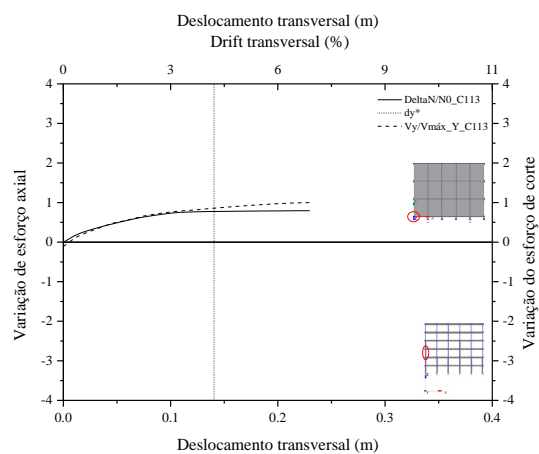 Deslocamento transversal (m)
Drift transversal (%)
0 3 6 8 11
4 4
3 3
2 2
1 1
0 0
-1 -1
-2 -2
-3 -3
-4 -4
DeltaN/N0_C113
dy*
Vy/Vmáx_Y_C113
Variação de esforço axial
Variação do esforço de corte
0.0 0.1 0.2 0.3 0.4
Deslocamento transversal (m)